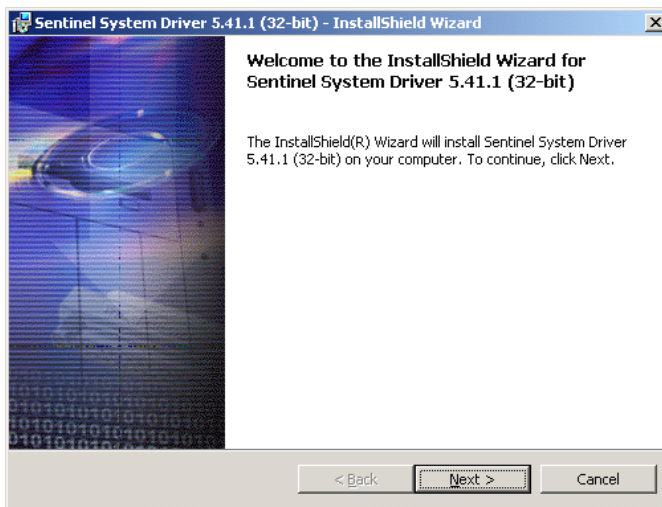 Sentinel System Driver 5.41.1 (32-bit) - InstallShield Wizard
Welcome to the InstallShield Wizard for
Sentinel System Driver 5.41.1 (32-bit)
The InstallShield(R) Wizard will install Sentinel System Driver
5.41.1 (32-bit) on your computer. To continue, click Next.
< Back
Next >
Cancel